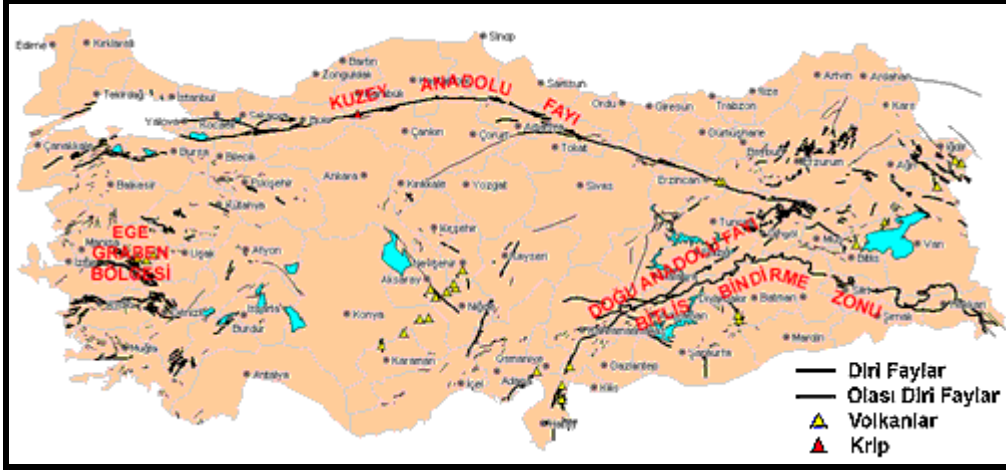 Sinop
Edirne
Kırklareli
Bartın
Zonguldak
Samsun
Artvin
Ardahan
Rize
Tekirdağ
İstanbul
KUZEY ANADOLU FAYI
Ordu
Giresun
Trabzon
Kars
Yalova
Kocaeli
Sakarya
Bolu
Çankırı
Çorum
Amasya
Gümüşhane
Bayburt
Iğdır
Çanakkale
Bursa
Bilecik
Tokat
Erzurum
Ağrı
Balıkesir
Eskişehir
Ankara
Kırıkkale
Yozgat
Sivas
Erzincan
Kütahya
EGE
GRABEN
BÖLGESİ
Manisa
İzmir
Uşak
Afyon
Kırşehir
Kayseri
Nevşehir
Aksaray
Tunceli
Bingöl
Muş
Bitlis
Van
DOĞU ANADOLU FAYI
BİTLİS BİNDİRME ZONU
Isparta
Burdur
Denizli
Konya
Niğde
Diyarbakır
Batman
Siirt
Hakkari
Şırnak
Mardin
Muğla
Antalya
Karaman
İçel
Adana
Osmaniye
Gaziantep
Kilis
Şanlıurfa
Hatay
Diri Faylar
Olası Diri Faylar
Volkanlar
Krip